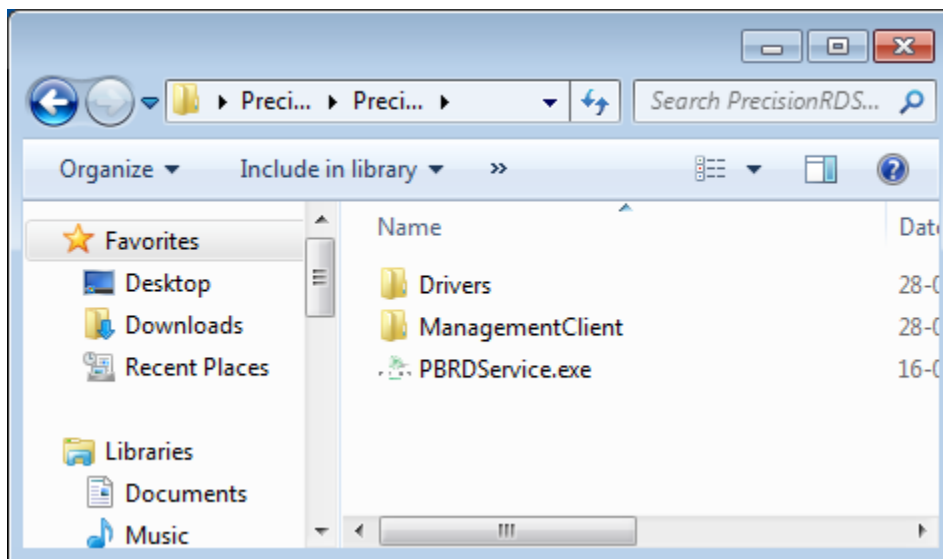 Preci... Preci... Search PrecisionRDS...
Organize Include in library »
Favorites
Desktop
Downloads
Recent Places
Libraries
Documents
Music
Name Date
Drivers 28-0
ManagementClient 28-0
PBRDService.exe 16-0